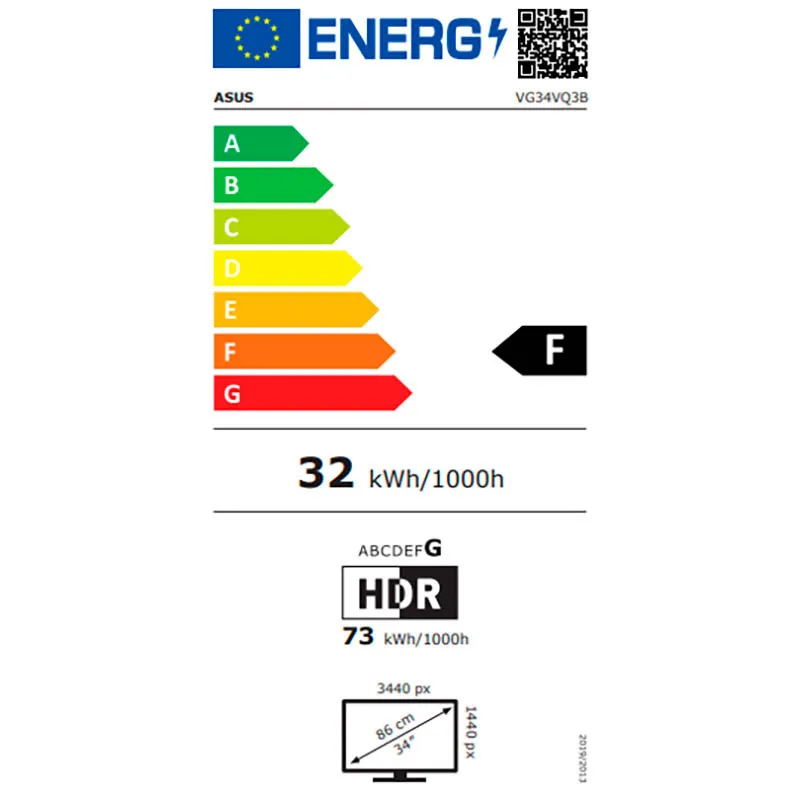 ENERG
ASUS VG34VQ3B
A
B
C
D
E
F F
G
32 kWh/1000h
ABCDEFG
HDR
73 kWh/1000h
3440 px
86 cm
34"
1440 px
2019/2013